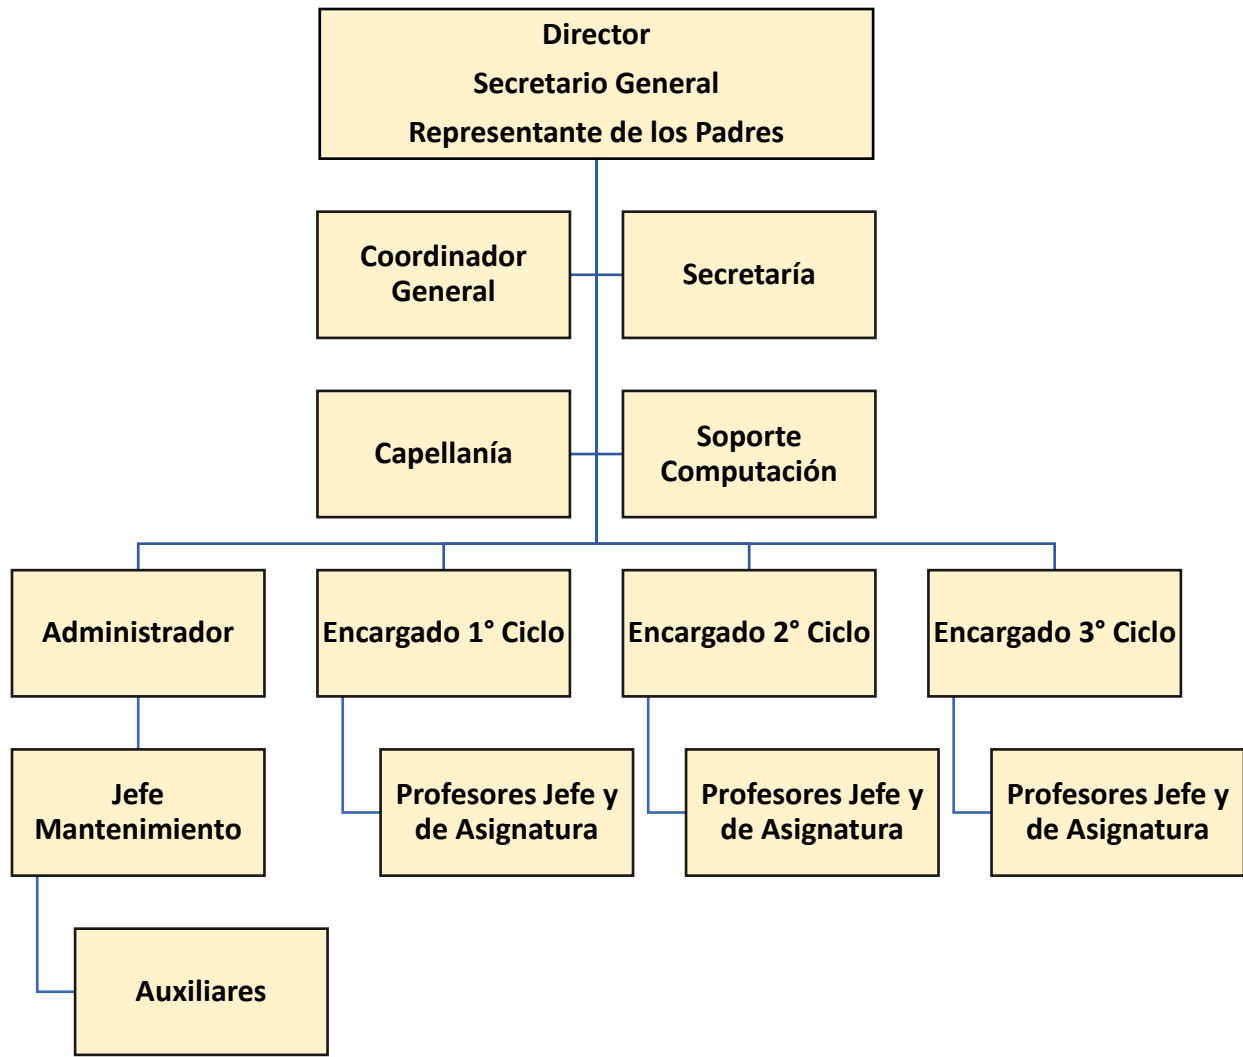 Director
Secretario General
Representante de los Padres
Coordinador
General
Secretaría
Capellanía
Soporte
Computación
Administrador
Encargado 1° Ciclo
Encargado 2° Ciclo
Encargado 3° Ciclo
Jefe
Mantenimiento
Profesores Jefe y
de Asignatura
Profesores Jefe y
de Asignatura
Profesores Jefe y
de Asignatura
Auxiliares